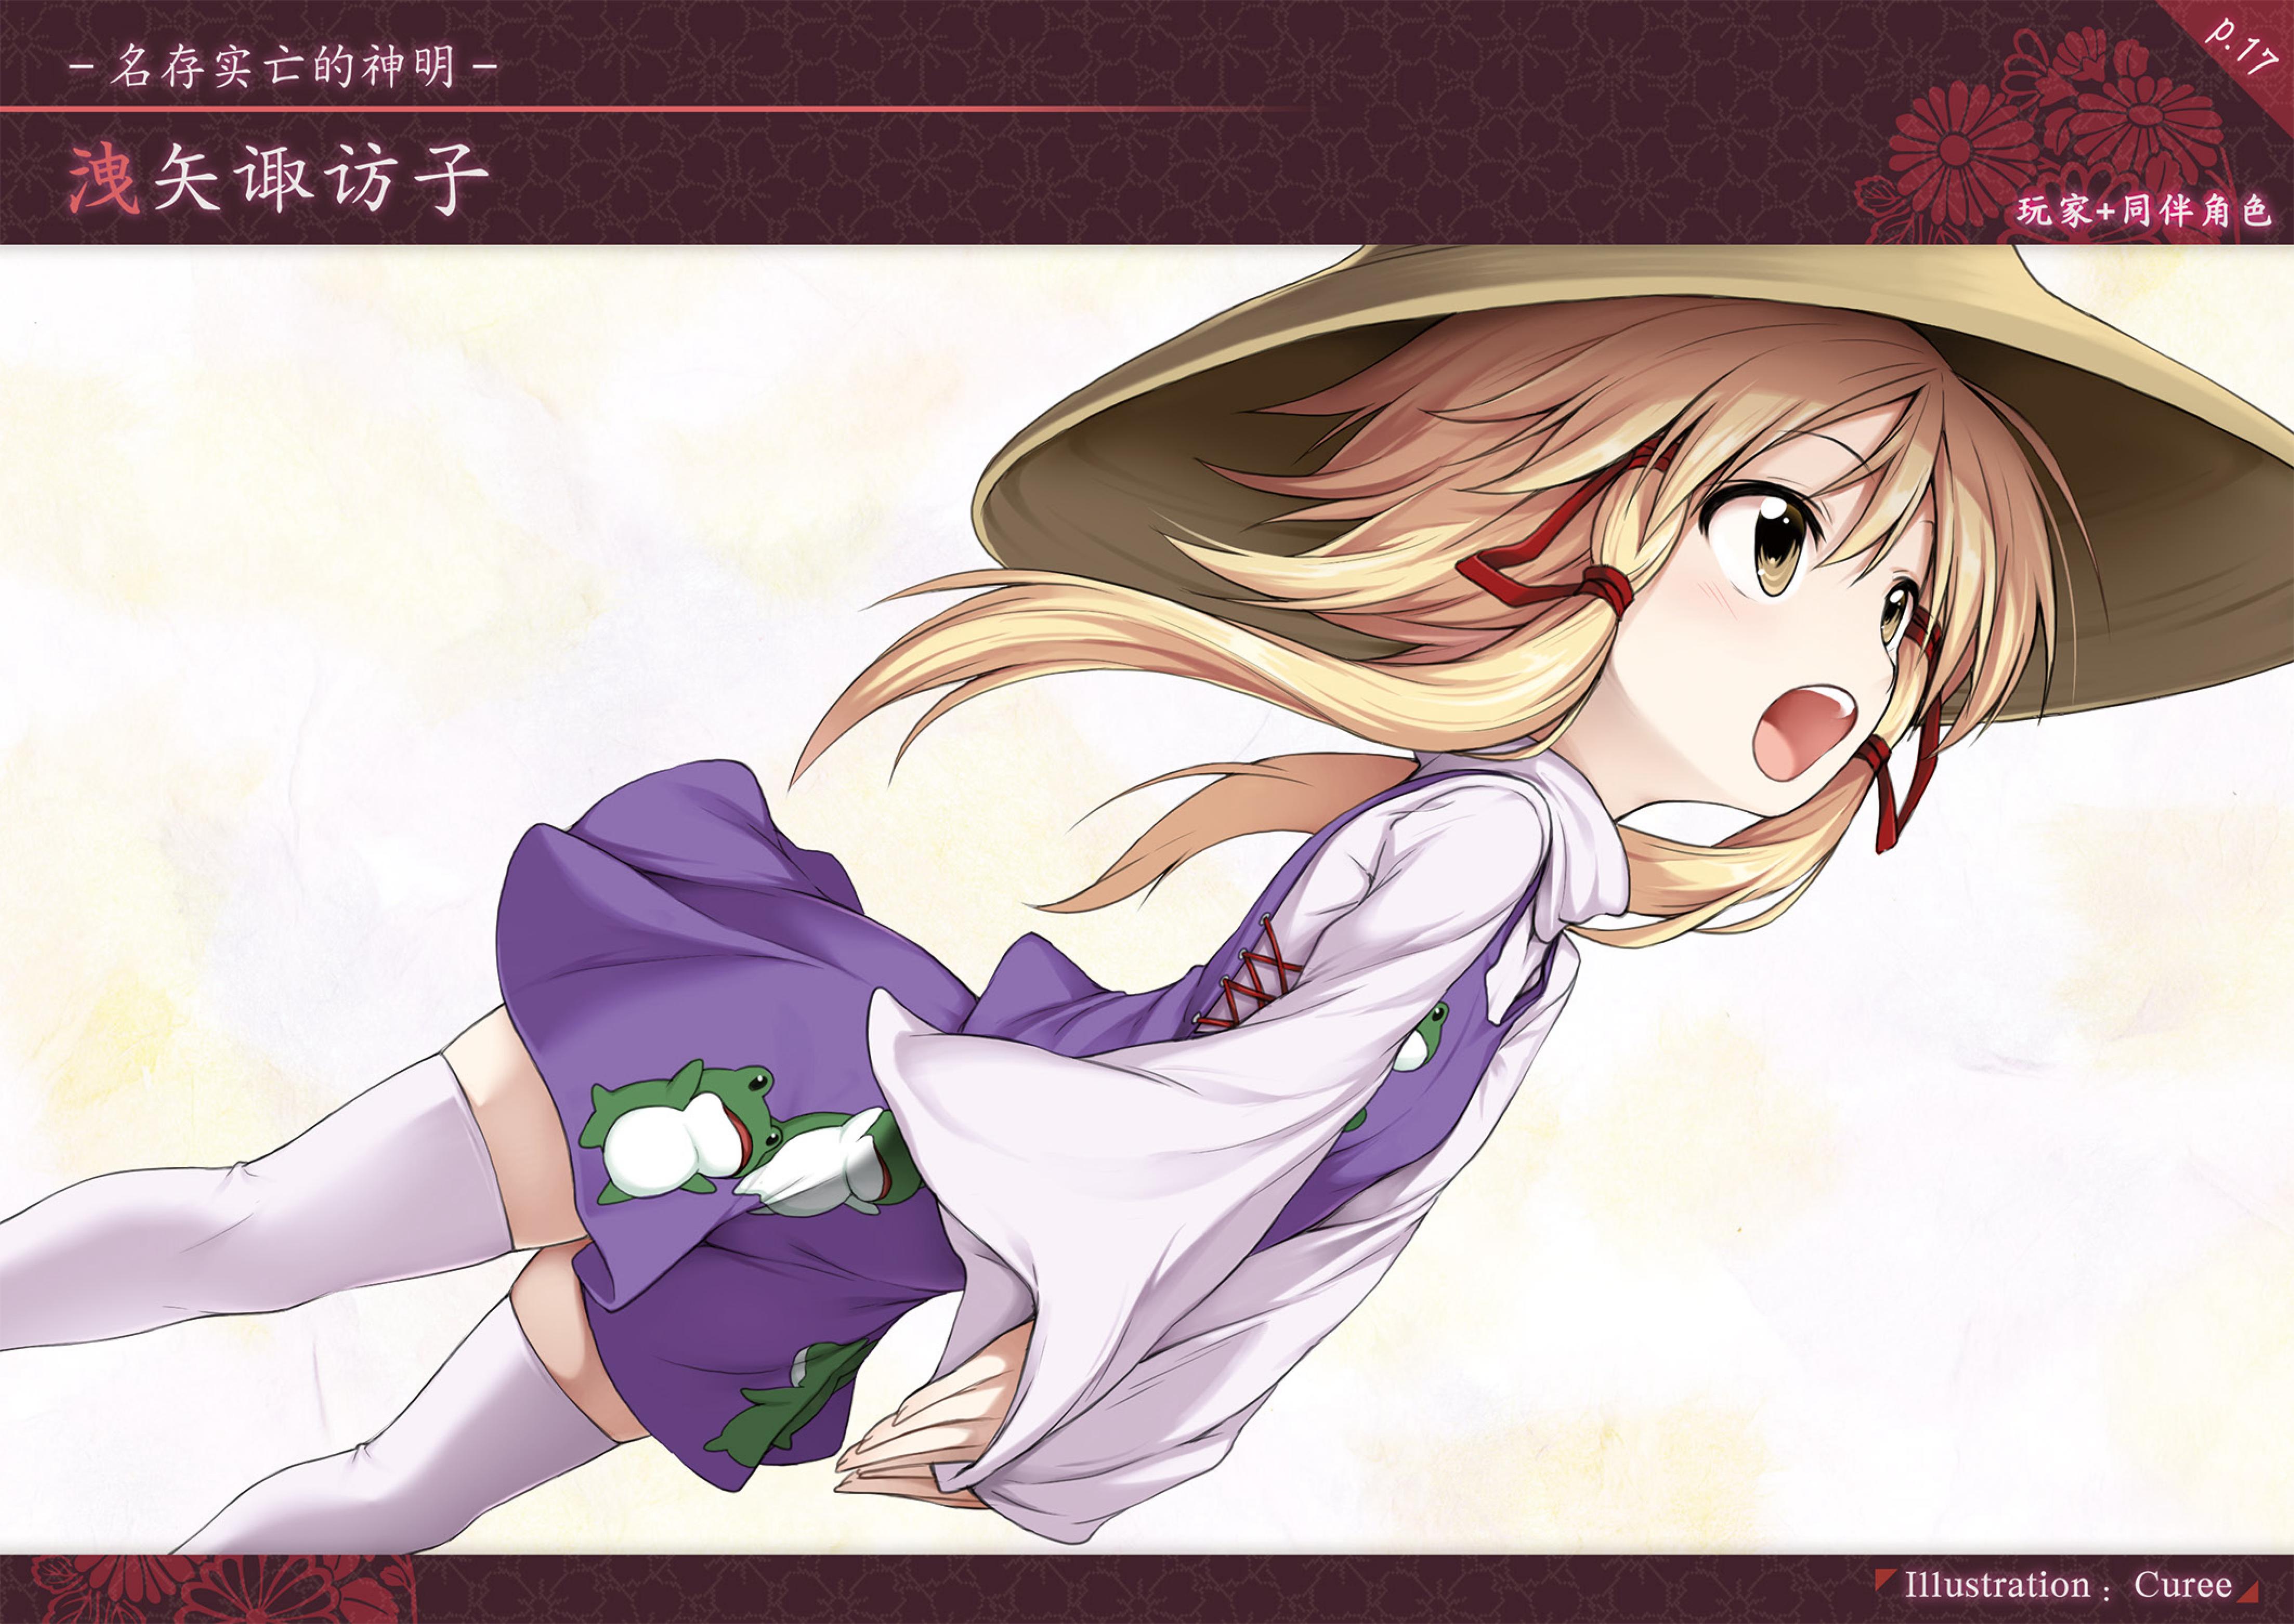 －名存实亡的神明－
p.17
洩矢诹访子
玩家+同伴角色
Illustration： Curee